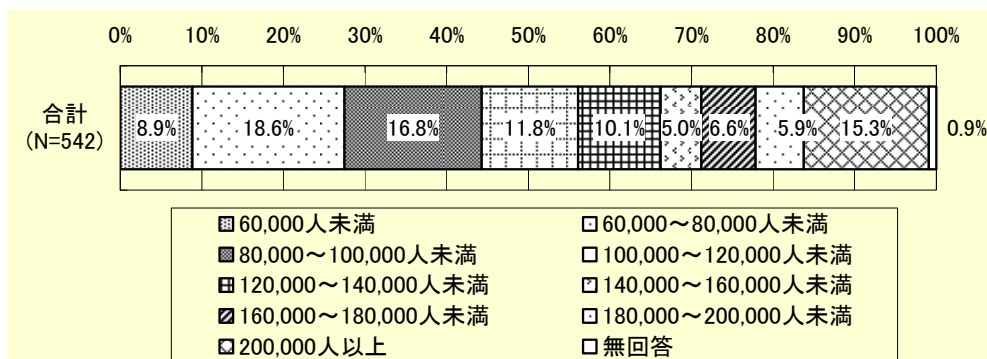 0% 10% 20% 30% 40% 50% 60% 70% 80% 90% 100%
合計
(N=542)
8.9% 18.6% 16.8% 11.8% 10.1% 5.0% 6.6% 5.9% 15.3% 0.9%
60,000人未満 60,000～80,000人未満
80,000～100,000人未満 100,000～120,000人未満
120,000～140,000人未満 140,000～160,000人未満
160,000～180,000人未満 180,000～200,000人未満
200,000人以上 無回答